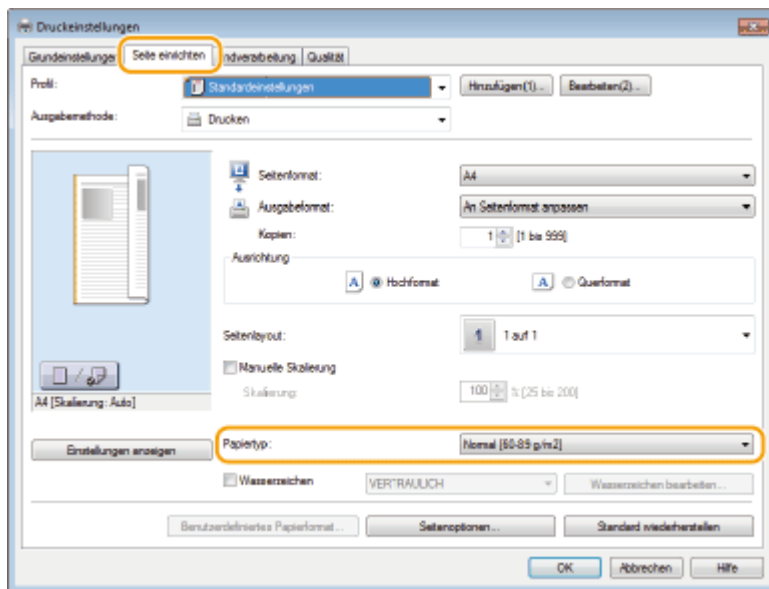 Druckeinstellungen
Grundeinstellungen Seite einrichten Endverarbeitung Qualität
Profil: Standardeinstellungen Hinzufügen(1)... Bearbeiten(2)...
Ausgabemethode: Drucken
Seitenformat: A4
Ausgabeformat: An Seitenformat anpassen
Kopien: 1 [1 bis 999]
Ausrichtung
A Hochformat A Querformat
Seitenlayout: 1 1 auf 1
Manuelle Skalierung
Skalierung: 100 % [25 bis 200]
A4 [Skalierung: Auto]
Einstellungen anzeigen
Papiertyp: Normal [60-89 g/m2]
Wasserzeichen VERTRAULICH Wasserzeichen bearbeiten...
Benutzerdefiniertes Papierformat... Seitenoptionen... Standard wiederherstellen
OK Abbrechen Hilfe